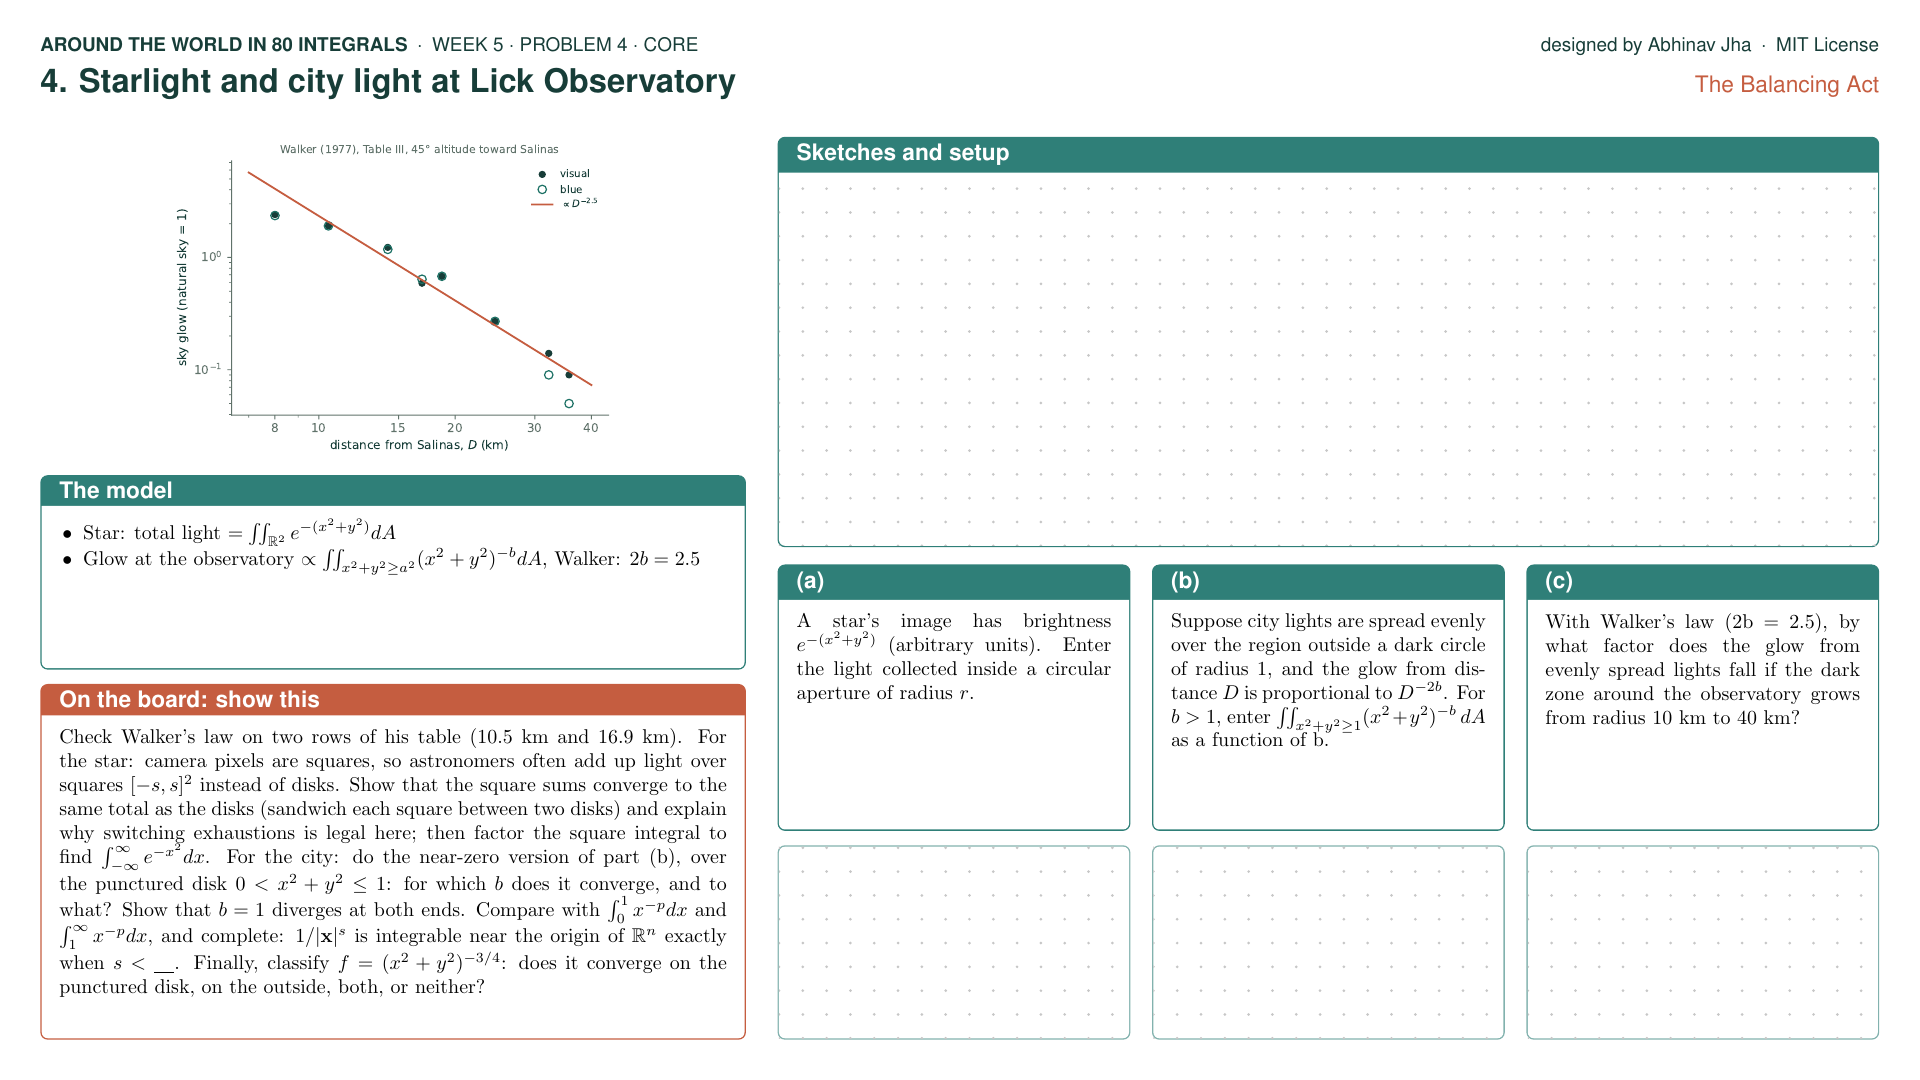 AROUND THE WORLD IN 80 INTEGRALS · WEEK 5 · PROBLEM 4 · CORE
designed by Abhinav Jha · MIT License
4. Starlight and city light at Lick Observatory
The Balancing Act
Walker (1977), Table III, 45° altitude toward Salinas
visual
blue
∝ D^{−2.5}
sky glow (natural sky = 1)
10^0
10^{−1}
8 10 15 20 30 40
distance from Salinas, D (km)
The model
• Star: total light = ∬_{ℝ²} e^{−(x²+y²)} dA
• Glow at the observatory ∝ ∬_{x²+y²≥a²} (x² + y²)^{−b} dA, Walker: 2b = 2.5
On the board: show this
Check Walker's law on two rows of his table (10.5 km and 16.9 km). For
the star: camera pixels are squares, so astronomers often add up light over
squares [−s, s]² instead of disks. Show that the square sums converge to the
same total as the disks (sandwich each square between two disks) and explain
why switching exhaustions is legal here; then factor the square integral to
find ∫_{−∞}^{∞} e^{−x²} dx. For the city: do the near-zero version of part (b), over
the punctured disk 0 < x² + y² ≤ 1: for which b does it converge, and to
what? Show that b = 1 diverges at both ends. Compare with ∫_0^1 x^{−p} dx and
∫_1^∞ x^{−p} dx, and complete: 1/|x|^s is integrable near the origin of ℝⁿ exactly
when s < __. Finally, classify f = (x² + y²)^{−3/4}: does it converge on the
punctured disk, on the outside, both, or neither?
Sketches and setup
(a)
A star's image has brightness
e^{−(x²+y²)} (arbitrary units). Enter
the light collected inside a circular
aperture of radius r.
(b)
Suppose city lights are spread evenly
over the region outside a dark circle
of radius 1, and the glow from dis-
tance D is proportional to D^{−2b}. For
b > 1, enter ∬_{x²+y²≥1} (x² + y²)^{−b} dA
as a function of b.
(c)
With Walker's law (2b = 2.5), by
what factor does the glow from
evenly spread lights fall if the dark
zone around the observatory grows
from radius 10 km to 40 km?